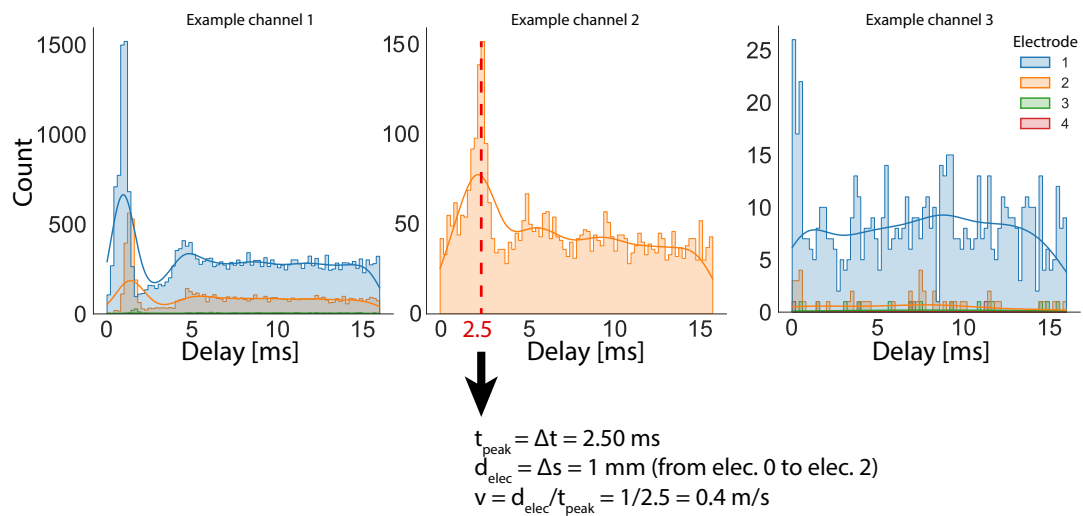 Example channel 1
Example channel 2
Example channel 3
1500
1000
500
0
Count
0
5
10
15
Delay [ms]
150
100
50
0
0
2.5
5
10
15
Delay [ms]
25
20
15
10
5
0
0
5
10
15
Delay [ms]
Electrode
1
2
3
4
tpeak = Δt = 2.50 ms
delec = Δs = 1 mm (from elec. 0 to elec. 2)
v = delec/tpeak = 1/2.5 = 0.4 m/s